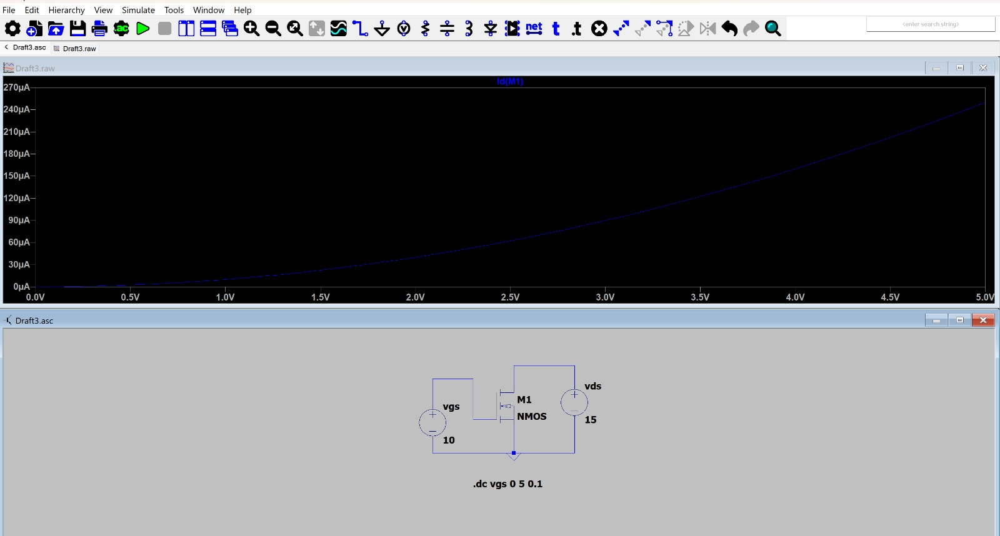 File Edit Hierarchy View Simulate Tools Window Help
.ac net t .t <enter search string>
Draft3.asc Draft3.raw
Draft3.raw
Id(M1)
270µA
240µA
210µA
180µA
150µA
120µA
90µA
60µA
30µA
0µA
0.0V 0.5V 1.0V 1.5V 2.0V 2.5V 3.0V 3.5V 4.0V 4.5V 5.0V
Draft3.asc
vds
M1
vgs
NMOS
15
10
.dc vgs 0 5 0.1